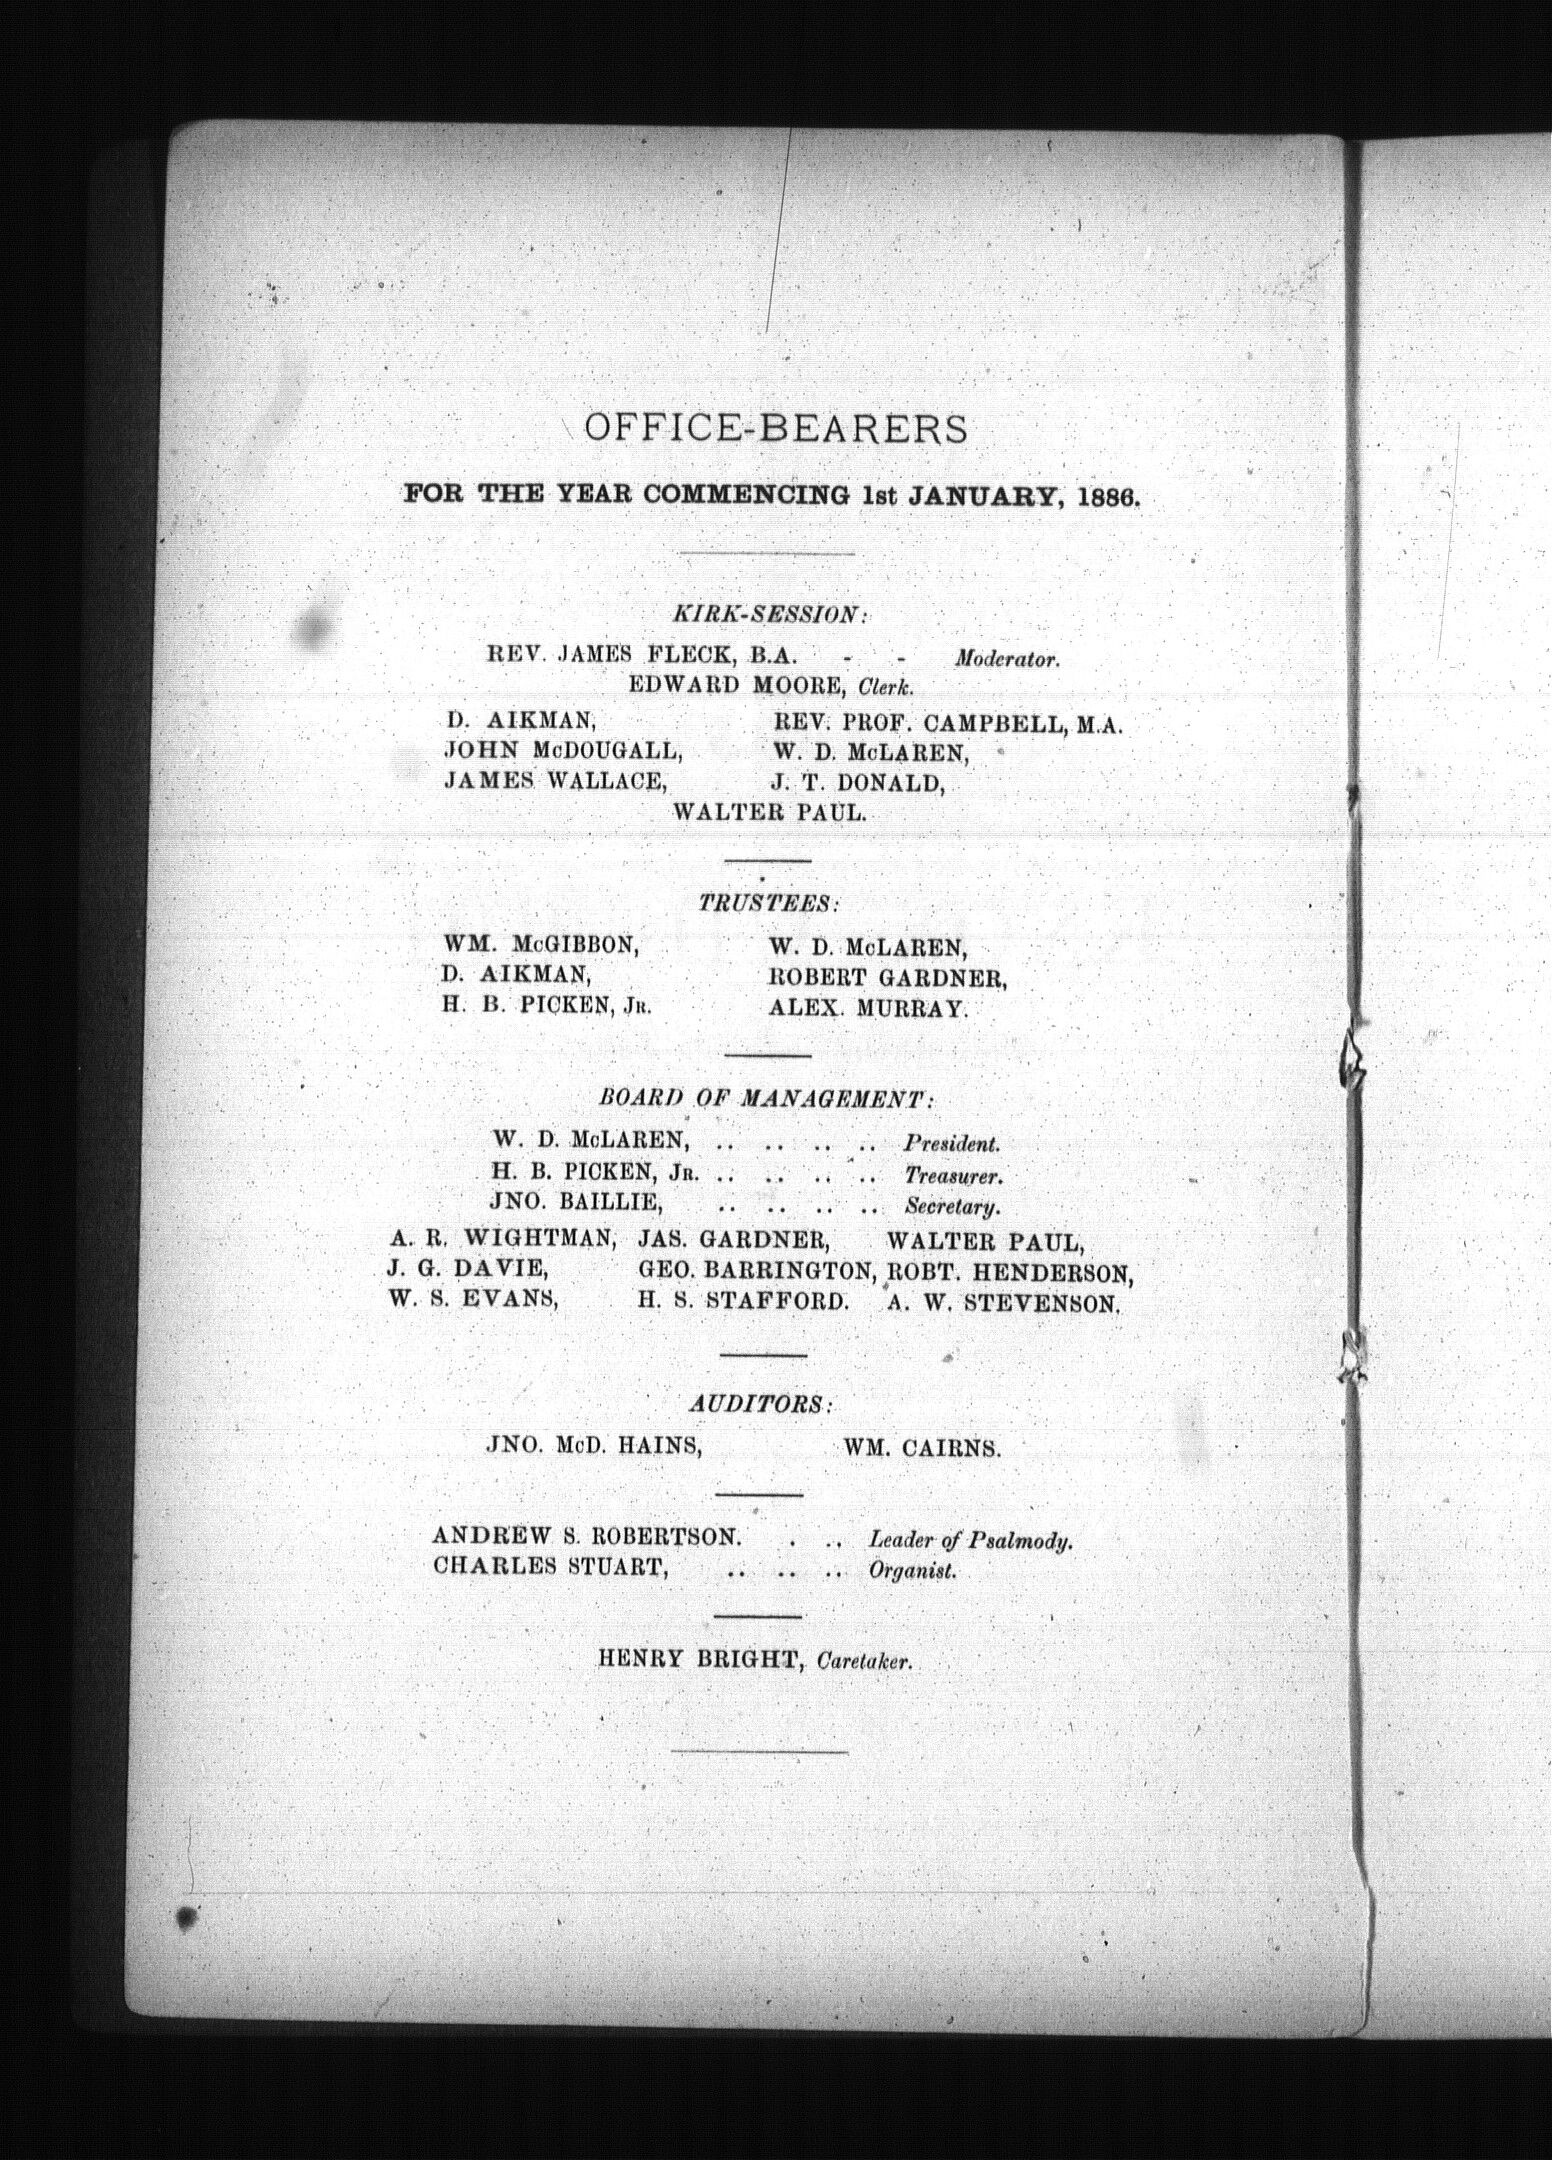 OFFICE-BEARERS
FOR THE YEAR COMMENCING 1st JANUARY, 1886.
KIRK-SESSION:
REV. JAMES FLECK, B.A. - - Moderator.
EDWARD MOORE, Clerk.
D. AIKMAN, REV. PROF. CAMPBELL, M.A.
JOHN McDOUGALL, W. D. McLAREN,
JAMES WALLACE, J. T. DONALD,
WALTER PAUL.
TRUSTEES:
WM. McGIBBON, W. D. McLAREN,
D. AIKMAN, ROBERT GARDNER,
H. B. PICKEN, JR. ALEX. MURRAY.
BOARD OF MANAGEMENT:
W. D. McLAREN, .. .. .. .. President.
H. B. PICKEN, JR. .. .. .. .. Treasurer.
JNO. BAILLIE, .. .. .. .. Secretary.
A. R. WIGHTMAN, JAS. GARDNER, WALTER PAUL,
J. G. DAVIE, GEO. BARRINGTON, ROBT. HENDERSON,
W. S. EVANS, H. S. STAFFORD. A. W. STEVENSON.
AUDITORS:
JNO. McD. HAINS, WM. CAIRNS.
ANDREW S. ROBERTSON. . .. Leader of Psalmody.
CHARLES STUART, .. .. .. Organist.
HENRY BRIGHT, Caretaker.